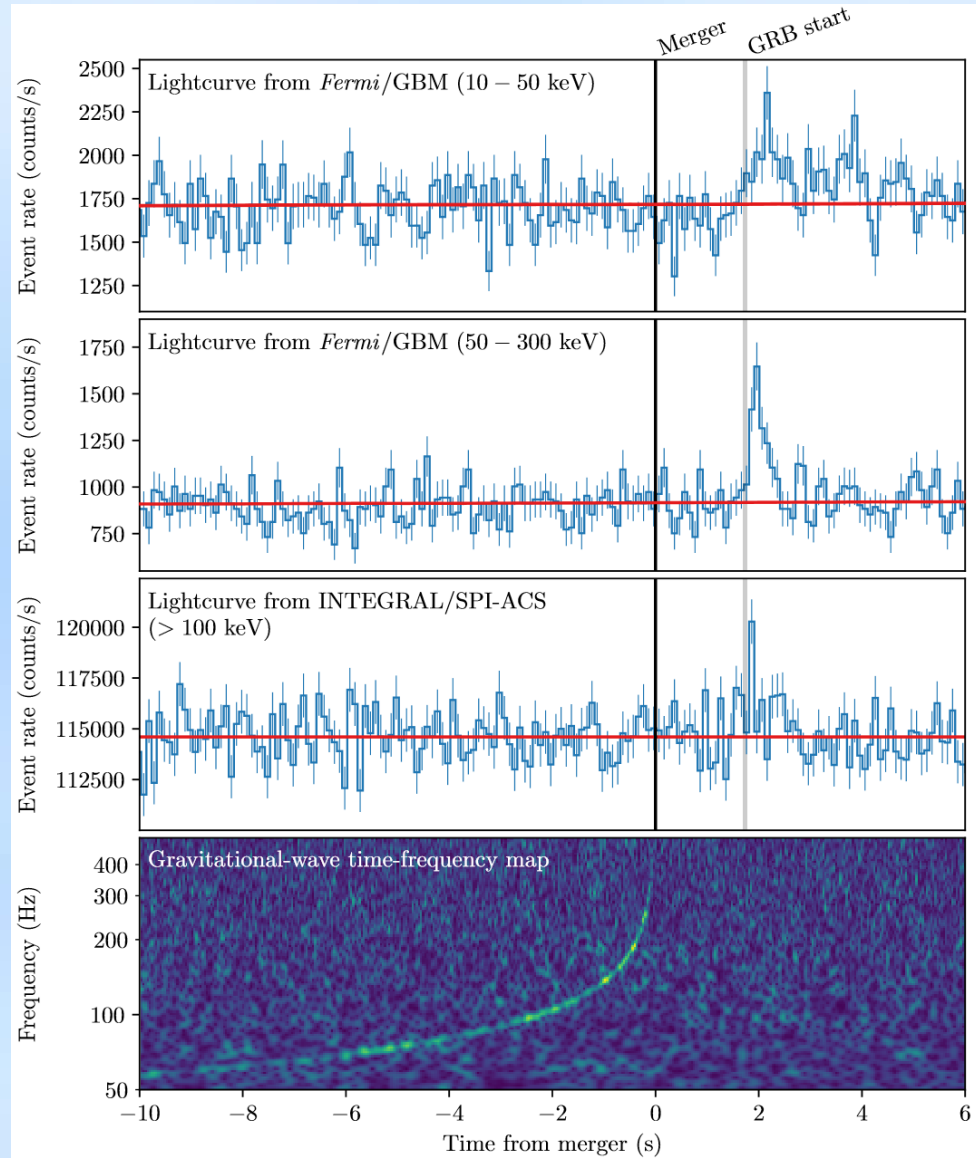 Merger
GRB start
Lightcurve from Fermi/GBM (10 − 50 keV)
Event rate (counts/s)
2500
2250
2000
1750
1500
1250
Lightcurve from Fermi/GBM (50 − 300 keV)
Event rate (counts/s)
1750
1500
1250
1000
750
Lightcurve from INTEGRAL/SPI-ACS
(> 100 keV)
Event rate (counts/s)
120000
117500
115000
112500
Gravitational-wave time-frequency map
Frequency (Hz)
400
300
200
100
50
−10 −8 −6 −4 −2 0 2 4 6
Time from merger (s)